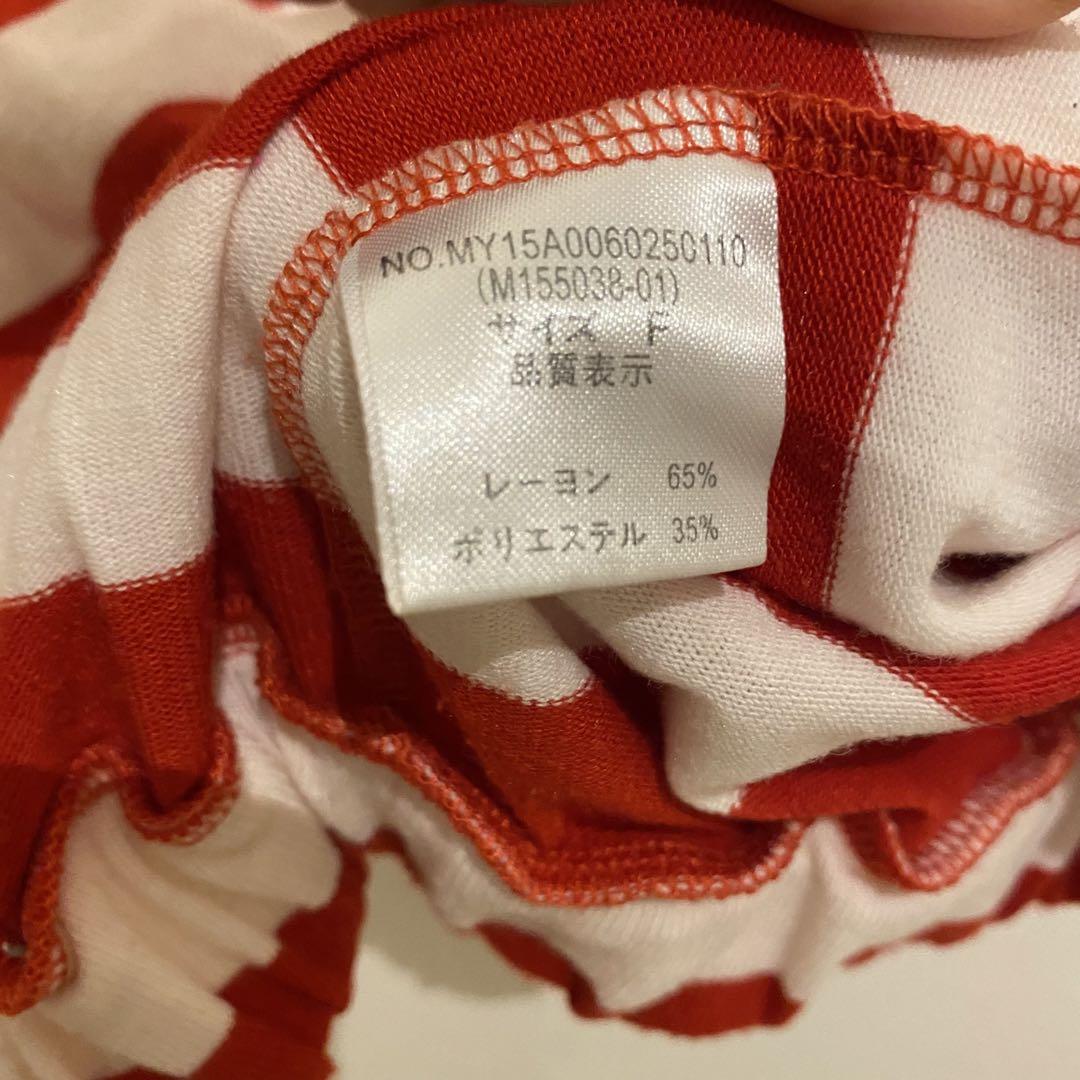 NO.MY15A0060250110
(M155038-01)
サイズ F
品質表示
レーヨン 65%
ポリエステル 35%